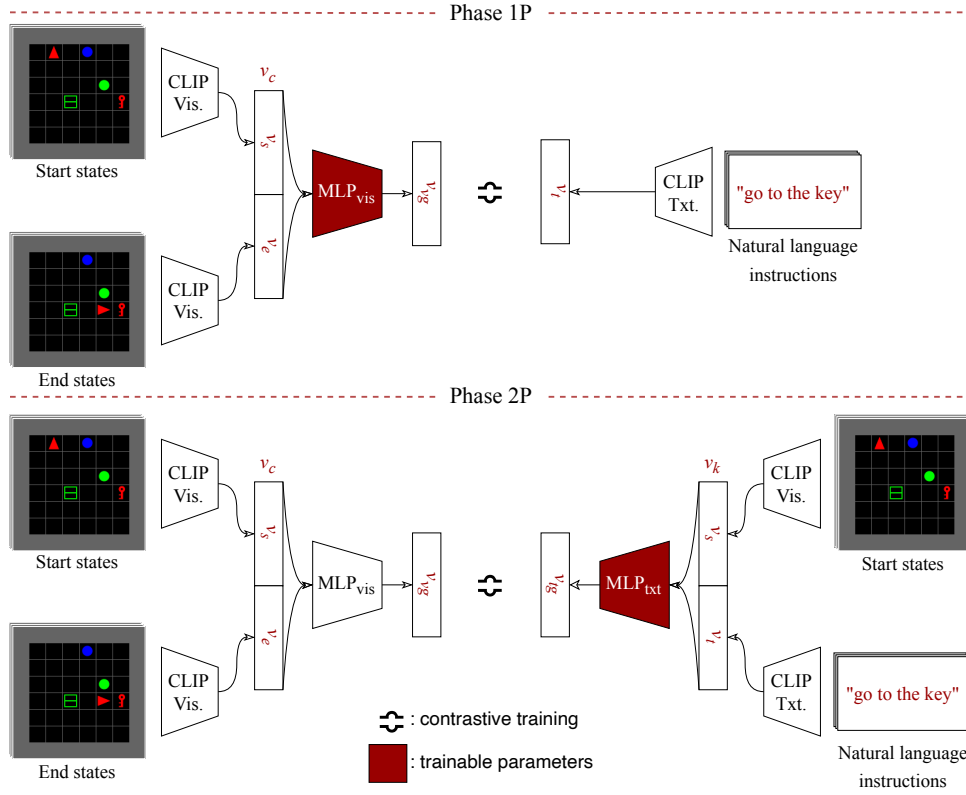 Phase 1P
CLIP
Vis.
Start states
v_c
v_s
v_e
MLP_vis
v_vg
v_t
CLIP
Txt.
"go to the key"
Natural language
instructions
CLIP
Vis.
End states
Phase 2P
CLIP
Vis.
Start states
v_c
v_s
v_e
MLP_vis
v_vg
v_tg
MLP_txt
v_k
v_s
v_t
CLIP
Vis.
Start states
CLIP
Vis.
End states
CLIP
Txt.
"go to the key"
Natural language
instructions
: contrastive training
: trainable parameters